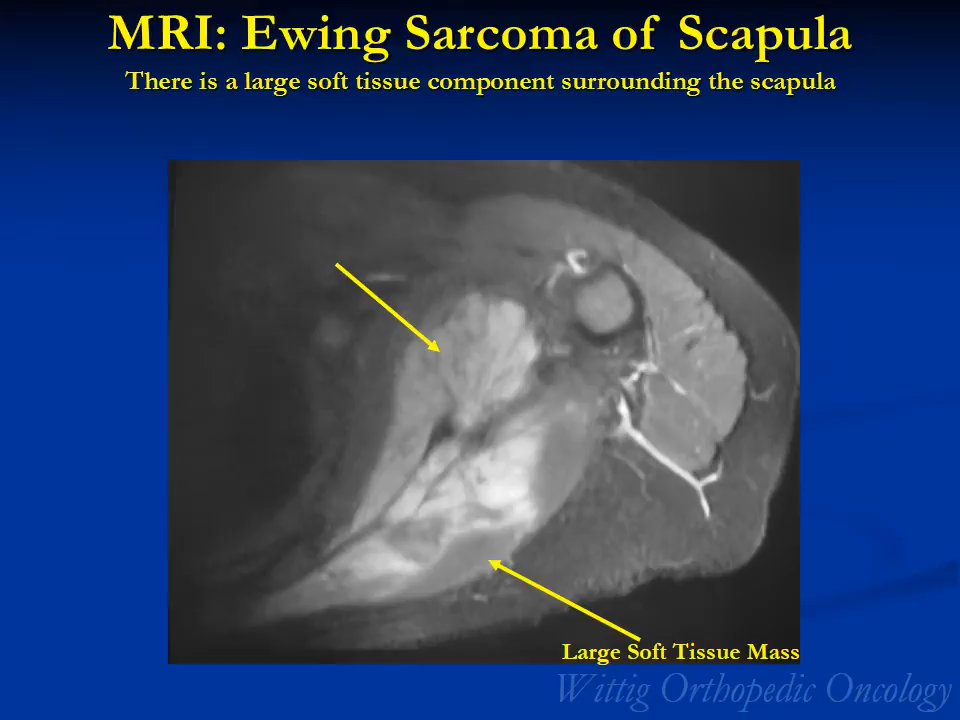 MRI: Ewing Sarcoma of Scapula
There is a large soft tissue component surrounding the scapula
Large Soft Tissue Mass
Wittig Orthopedic Oncology